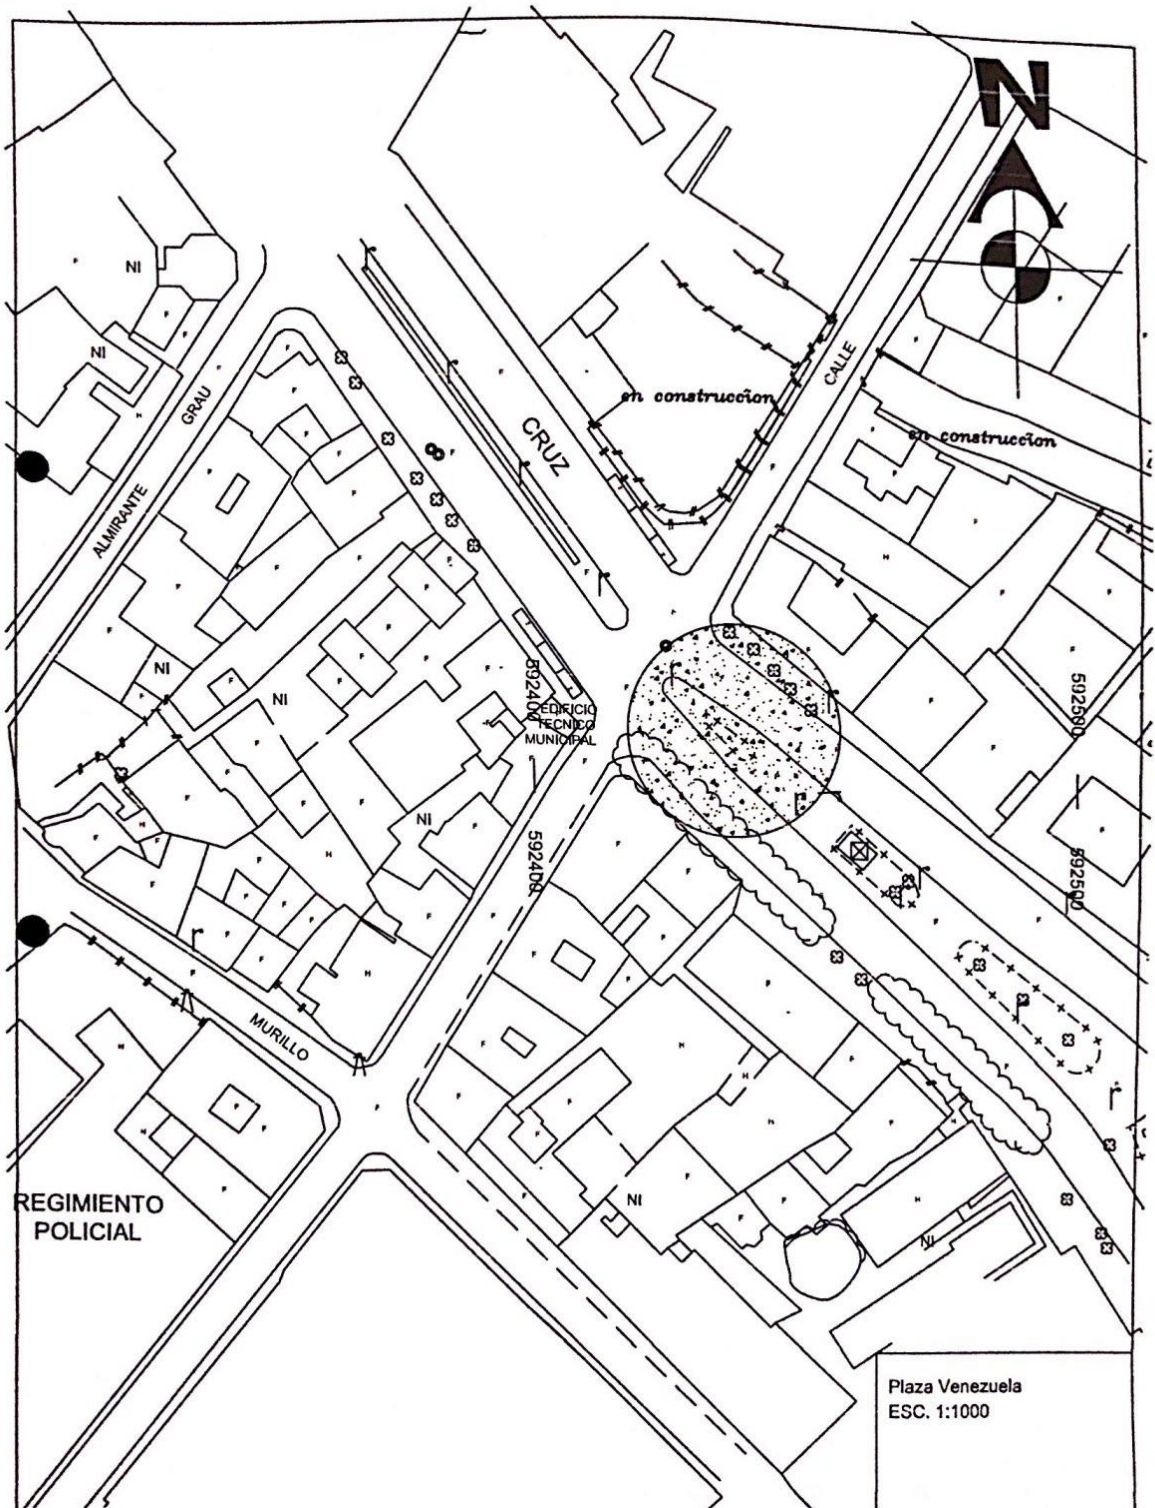 N
NI
NI
GRAU
ALMIRANTE
CRUZ
CALLE
en construccion
en construccion
NI
NI
592400
EDIFICIO
TECNICO
MUNICIPAL
592500
NI
592400
592500
MURILLO
REGIMIENTO
POLICIAL
NI
NI
Plaza Venezuela
ESC. 1:1000